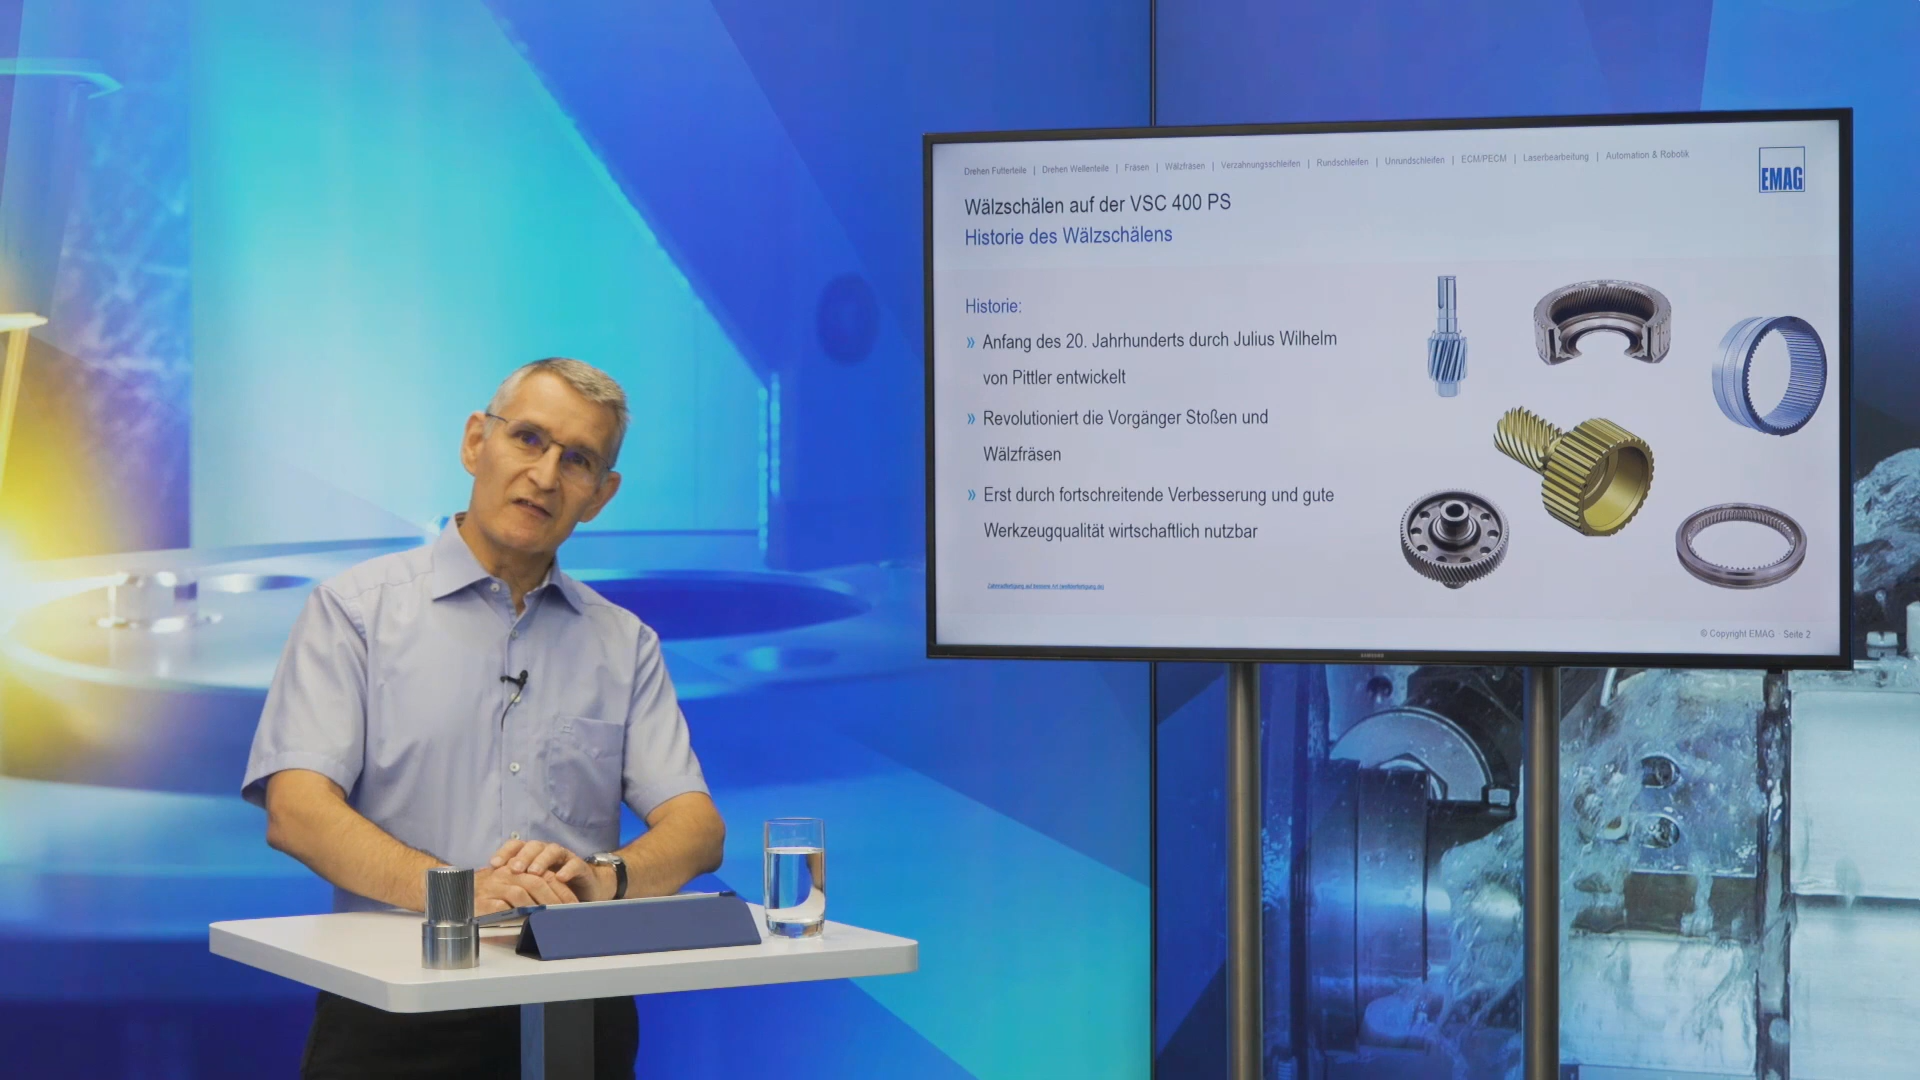 Drehen Futterteile | Drehen Wellenteile | Fräsen | Wälzfräsen | Verzahnungsschleifen | Rundschleifen | Unrundschleifen | ECM/PECM | Laserbearbeitung | Automation & Robotik
EMAG
Wälzschälen auf der VSC 400 PS
Historie des Wälzschälens
Historie:
» Anfang des 20. Jahrhunderts durch Julius Wilhelm
von Pittler entwickelt
» Revolutioniert die Vorgänger Stoßen und
Wälzfräsen
» Erst durch fortschreitende Verbesserung und gute
Werkzeugqualität wirtschaftlich nutzbar
© Copyright EMAG | Seite 2
SAMSUNG